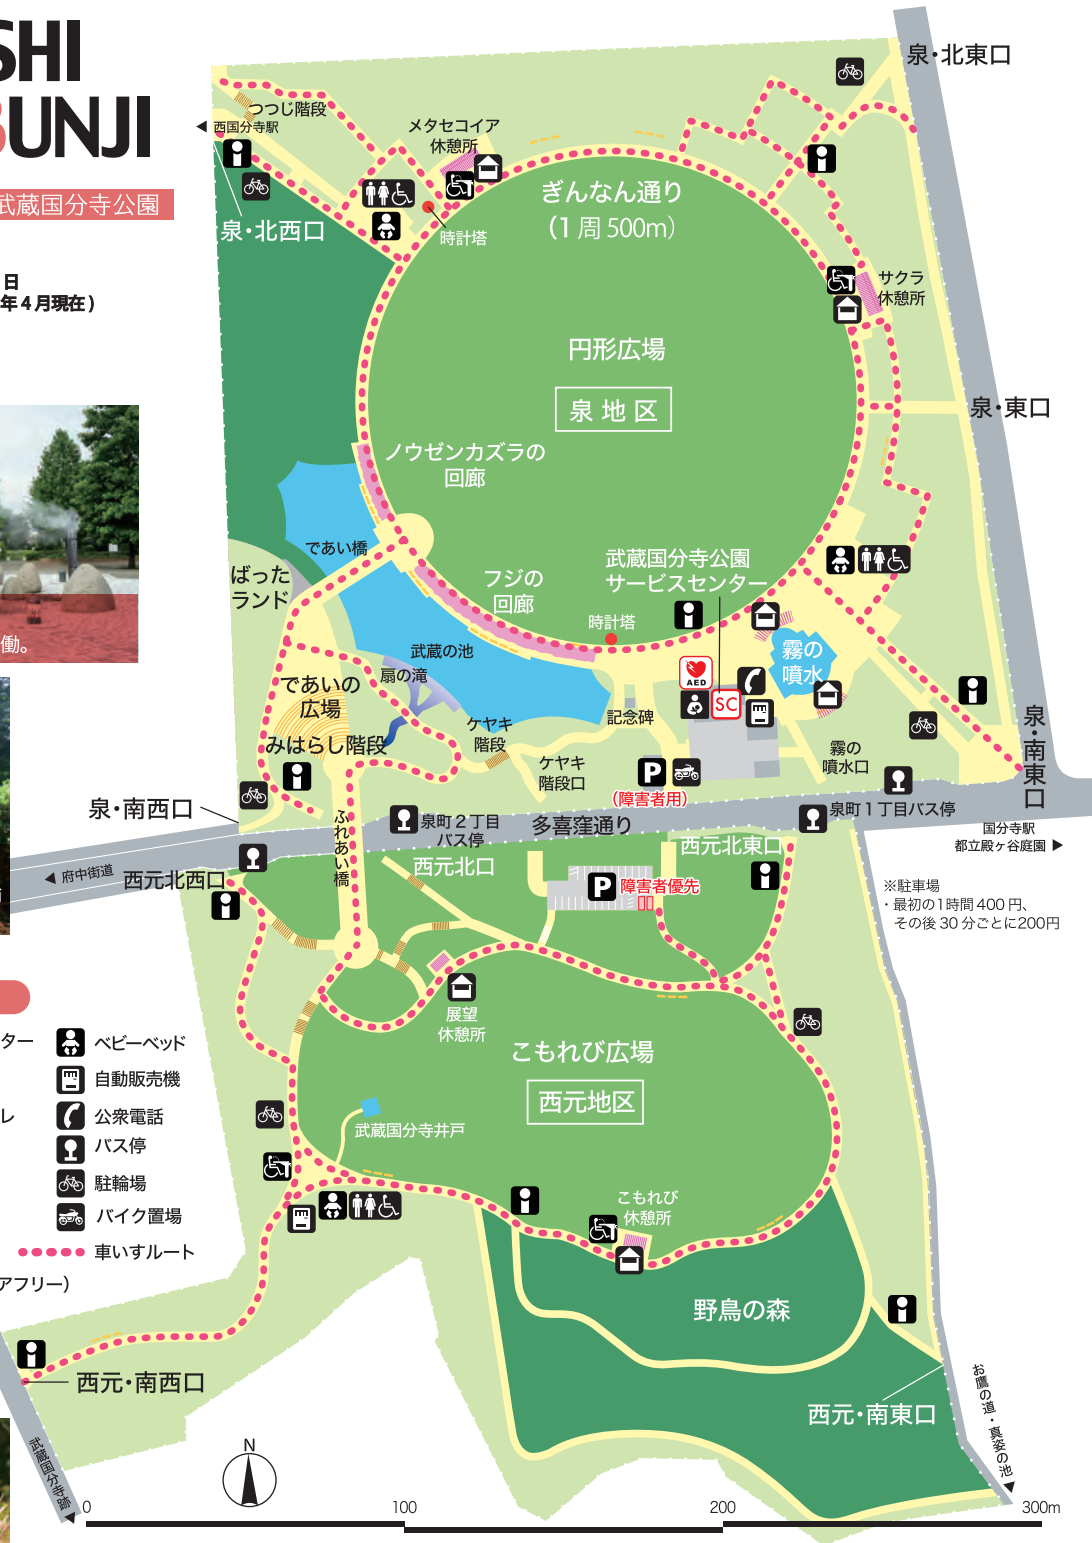 SHI
BUNJI
武蔵国分寺公園
日
年4月現在)
働。
泉・北東口
つつじ階段
◀ 西国分寺駅
メタセコイア
休憩所
泉・北西口
時計塔
ぎんなん通り
(1周500m)
サクラ
休憩所
円形広場
泉地区
泉・東口
ノウゼンカズラの
回廊
であい橋
ばった
ランド
フジの
回廊
武蔵国分寺公園
サービスセンター
時計塔
武蔵の池
扇の滝
霧の
噴水
AED
SC
であいの
広場
みはらし階段
ケヤキ
階段
記念碑
ケヤキ
階段口
霧の
噴水口
泉・南東口
P
(障害者用)
泉・南西口
ふれあい橋
泉町2丁目
バス停
多喜窪通り
泉町1丁目バス停
国分寺駅
都立殿ヶ谷庭園 ▶
◀ 府中街道
西元北西口
西元北口
西元北東口
P
障害者優先
※駐車場
・最初の1時間400円、
その後30分ごとに200円
展望
休憩所
こもれび広場
西元地区
武蔵国分寺井戸
こもれび
休憩所
野鳥の森
西元・南東口
お鷹の道・真姿の池 ▶
ター
レ
ベビーベッド
自動販売機
公衆電話
バス停
駐輪場
バイク置場
車いすルート
アフリー)
西元・南西口
武蔵国分寺跡 ▶
N
0 100 200 300m